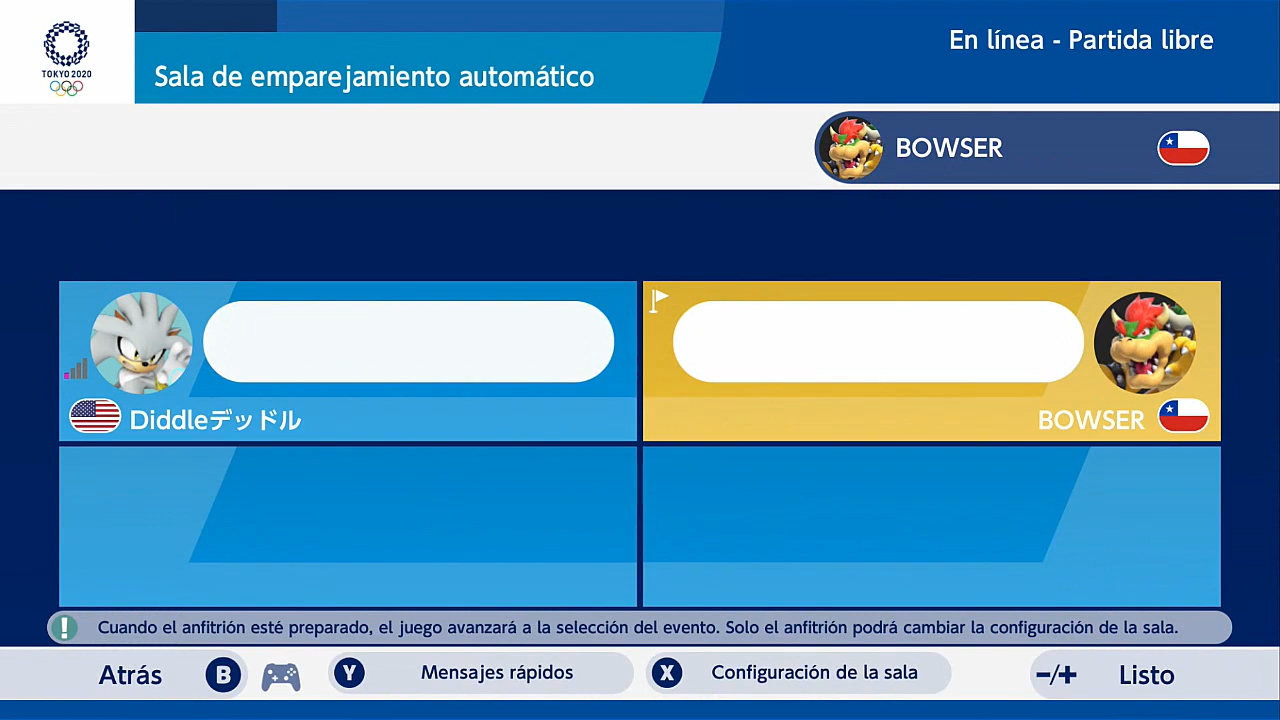 TOKYO 2020
En línea - Partida libre
Sala de emparejamiento automático
BOWSER
Diddleデッドル
BOWSER
Cuando el anfitrión esté preparado, el juego avanzará a la selección del evento. Solo el anfitrión podrá cambiar la configuración de la sala.
Atrás B Y Mensajes rápidos X Configuración de la sala −/+ Listo